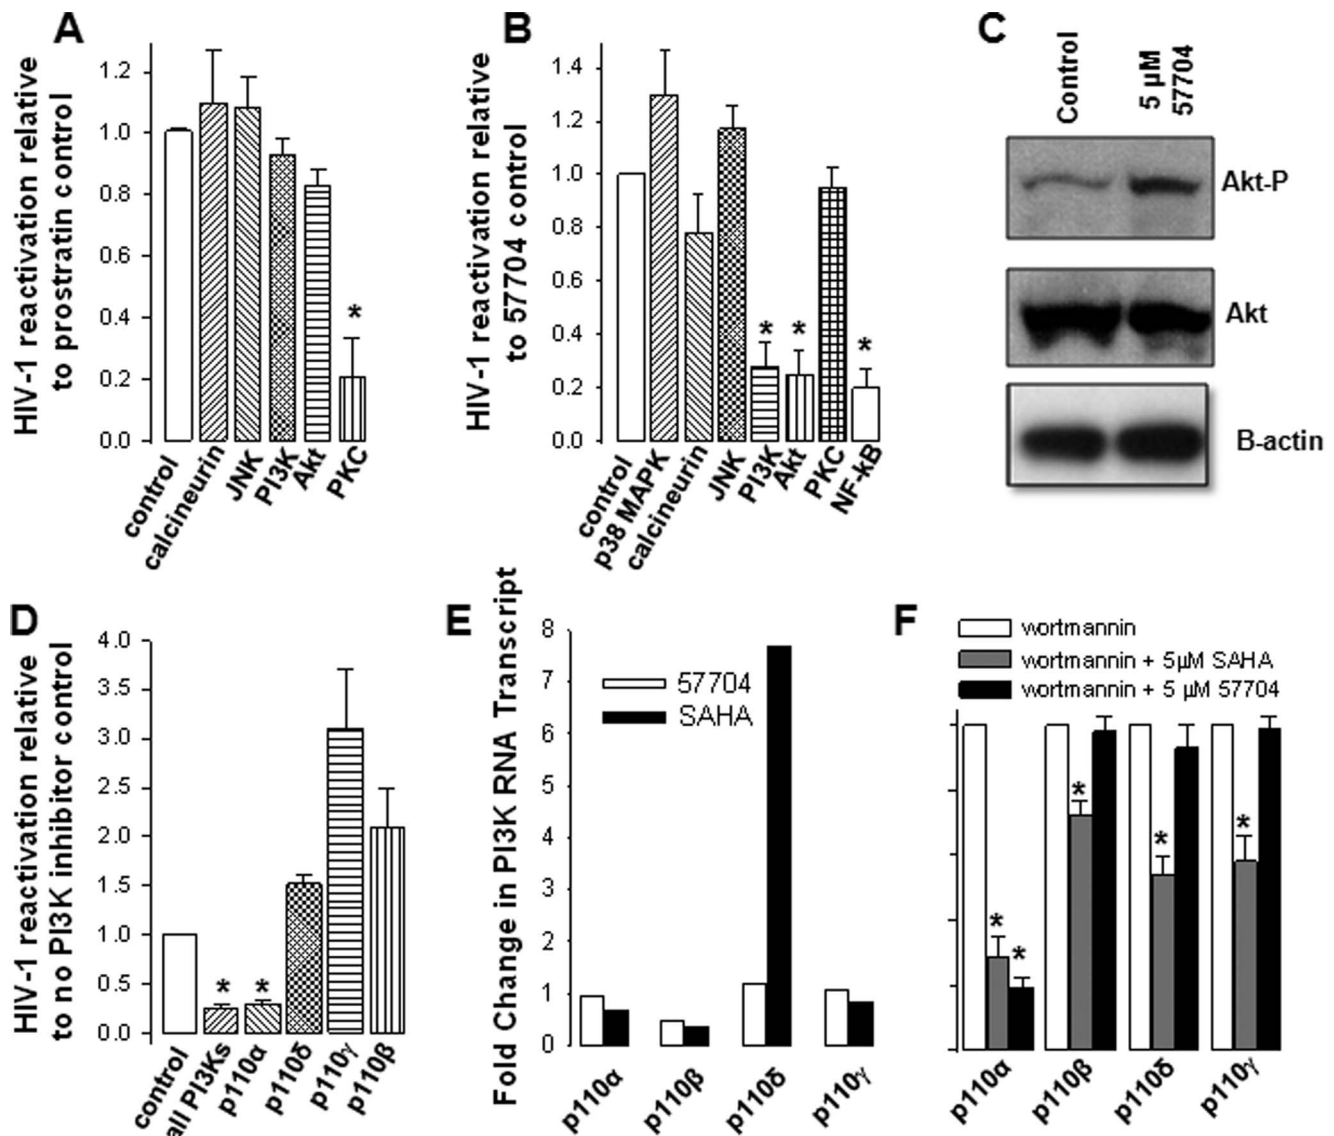 A
HIV-1 reactivation relative
to prostratin control
1.2
1.0
0.8
0.6
0.4
0.2
0.0
*
control
calcineurin
JNK
PI3K
Akt
PKC
B
HIV-1 reactivation relative
to 57704 control
1.4
1.2
1.0
0.8
0.6
0.4
0.2
0.0
* * *
control
p38 MAPK
calcineurin
JNK
PI3K
Akt
PKC
NF-kB
C
Control
5 µM
57704
Akt-P
Akt
B-actin
D
HIV-1 reactivation relative
to no PI3K inhibitor control
4.0
3.5
3.0
2.5
2.0
1.5
1.0
0.5
0.0
* *
control
all PI3Ks
p110α
p110δ
p110γ
p110β
E
Fold Change in PI3K RNA Transcript
8
7
6
5
4
3
2
1
0
57704
SAHA
p110α
p110β
p110δ
p110γ
F
wortmannin
wortmannin + 5µM SAHA
wortmannin + 5 µM 57704
* * * * *
p110α
p110β
p110δ
p110γ